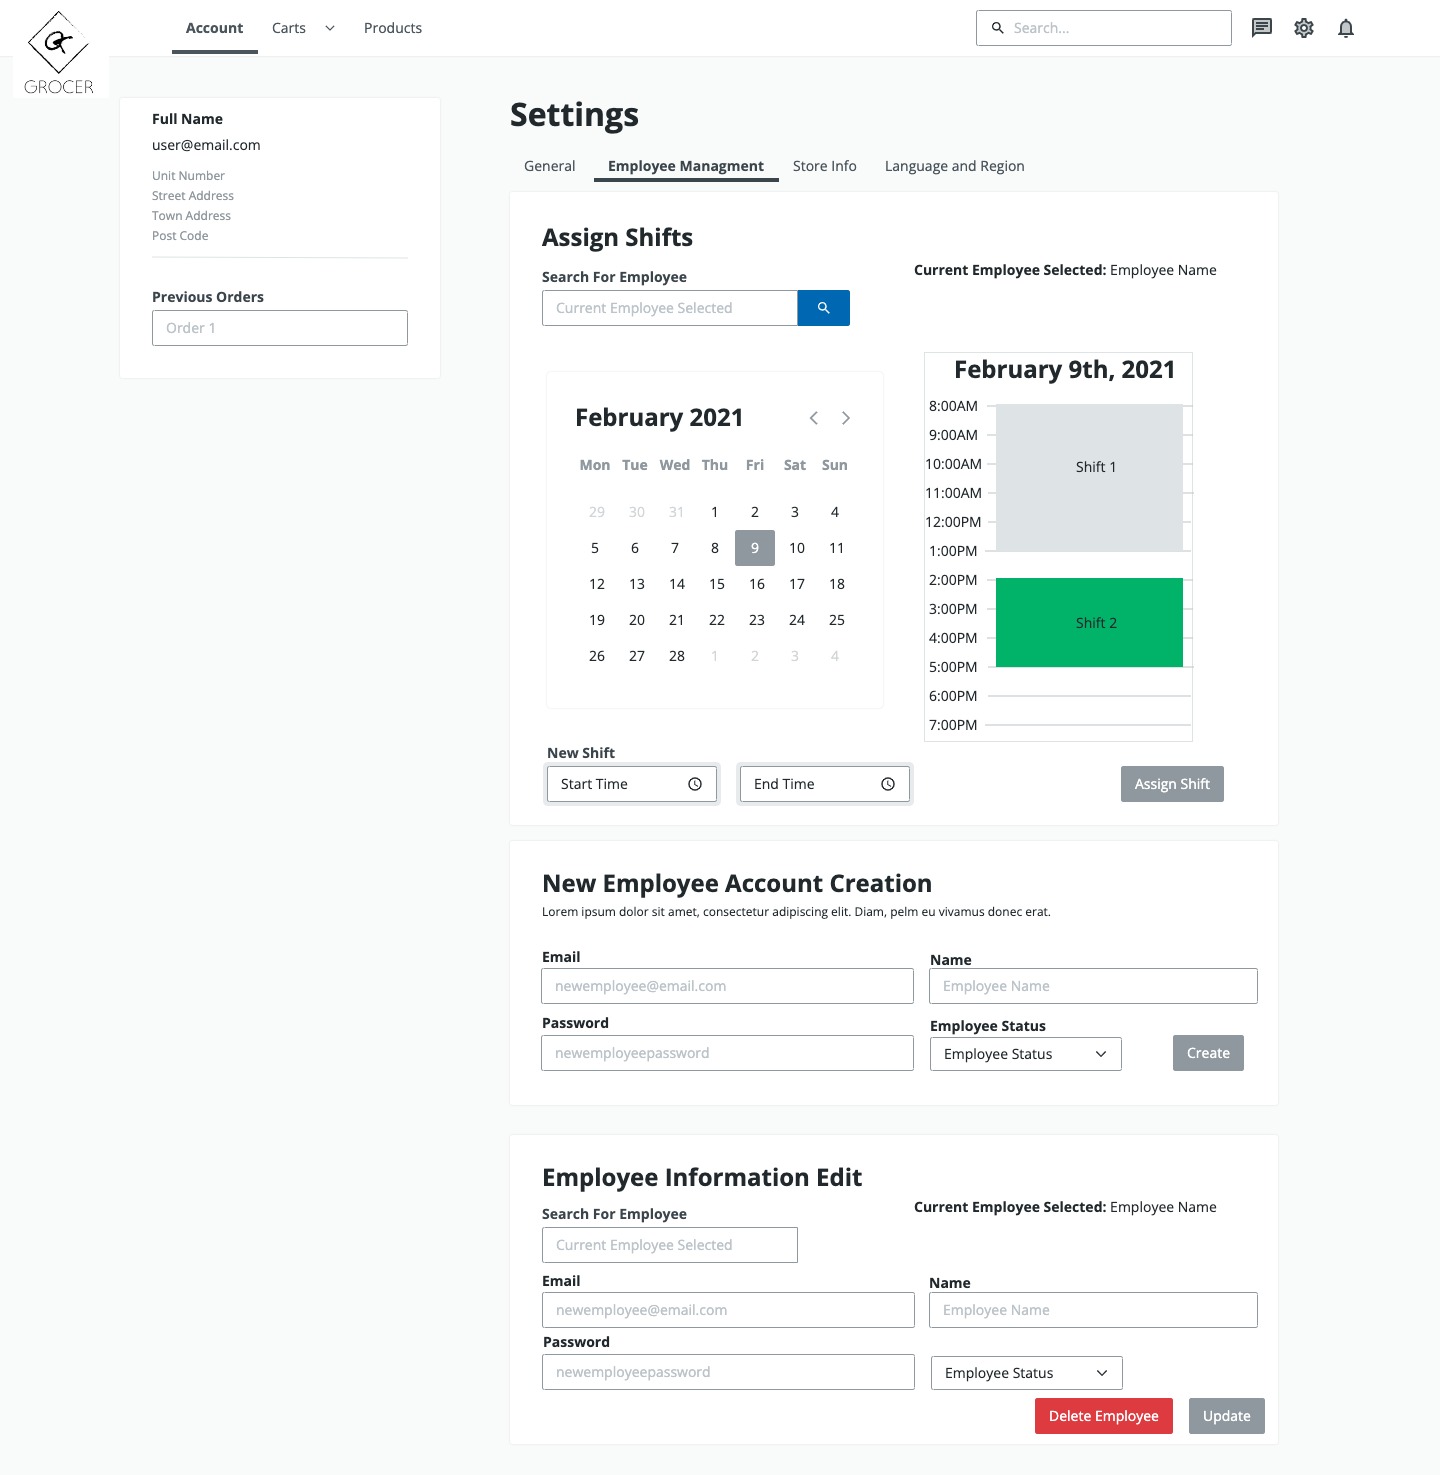 Account Carts Products
Search...
GROCER
Full Name
user@email.com
Unit Number
Street Address
Town Address
Post Code
Previous Orders
Order 1
Settings
General Employee Managment Store Info Language and Region
Assign Shifts
Search For Employee
Current Employee Selected
Current Employee Selected: Employee Name
February 2021
Mon Tue Wed Thu Fri Sat Sun
29 30 31 1 2 3 4
5 6 7 8 9 10 11
12 13 14 15 16 17 18
19 20 21 22 23 24 25
26 27 28 1 2 3 4
February 9th, 2021
8:00AM
9:00AM
10:00AM
Shift 1
11:00AM
12:00PM
1:00PM
2:00PM
3:00PM
Shift 2
4:00PM
5:00PM
6:00PM
7:00PM
New Shift
Start Time End Time Assign Shift
New Employee Account Creation
Lorem ipsum dolor sit amet, consectetur adipiscing elit. Diam, pelm eu vivamus donec erat.
Email Name
newemployee@email.com Employee Name
Password Employee Status
newemployeepassword Employee Status Create
Employee Information Edit
Search For Employee
Current Employee Selected: Employee Name
Current Employee Selected
Email Name
newemployee@email.com Employee Name
Password
newemployeepassword Employee Status
Delete Employee Update